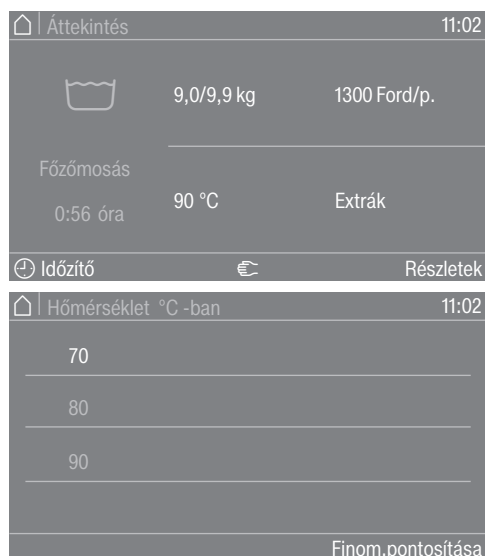 Áttekintés 11:02
9,0/9,9 kg 1300 Ford/p.
Főzőmosás
0:56 óra
90 °C Extrák
Időzítő Részletek
Hőmérséklet °C -ban 11:02
70
80
90
Finom.pontosítása